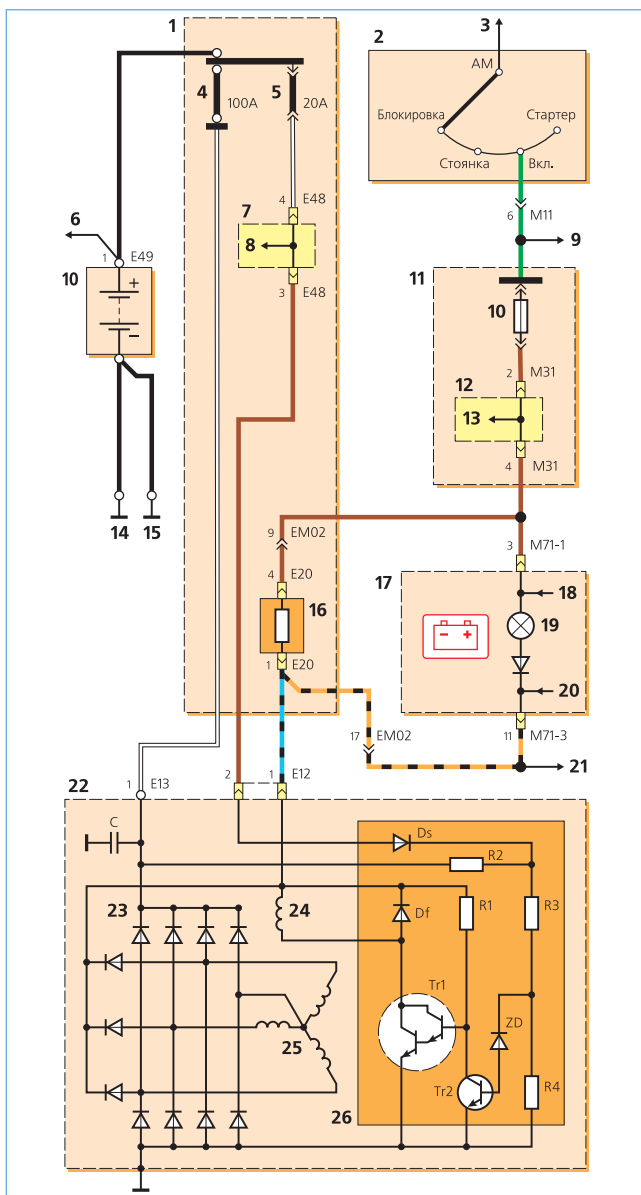 1
2
3
АМ
Блокировка
Стартер
Стоянка
Вкл.
4
100А
5
20А
6
M11
9
6
1
E49
10
+
−
7
4
E48
8
3
E48
11
10
2
M31
12
13
4
M31
14
15
9
EM02
4
E20
16
1
E20
3
M71-1
17
18
− +
19
20
17
EM02
11
M71-3
21
22
1
E13
2
1
E12
C
Ds
R2
23
24
Df
R1
R3
Tr1
ZD
25
Tr2
R4
26